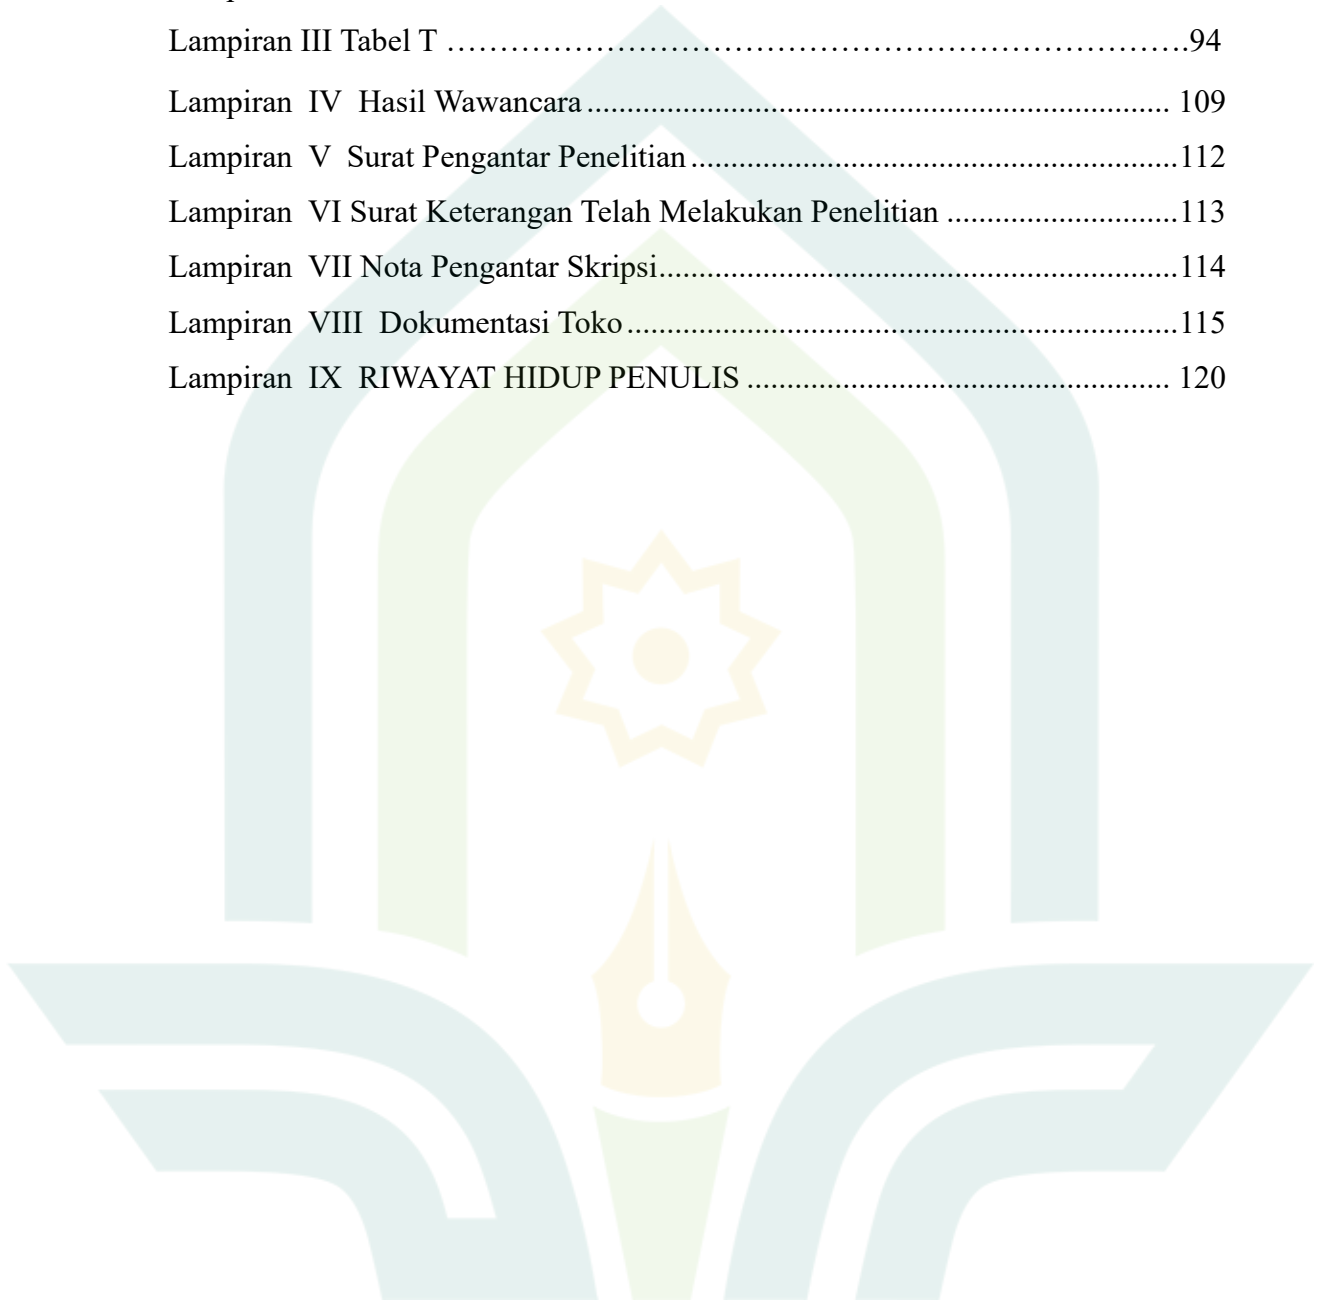 Lampiran III Tabel T ……………………………………………………………….94
Lampiran IV Hasil Wawancara ......................................................................... 109
Lampiran V Surat Pengantar Penelitian .............................................................112
Lampiran VI Surat Keterangan Telah Melakukan Penelitian .............................113
Lampiran VII Nota Pengantar Skripsi.................................................................114
Lampiran VIII Dokumentasi Toko .....................................................................115
Lampiran IX RIWAYAT HIDUP PENULIS ..................................................... 120